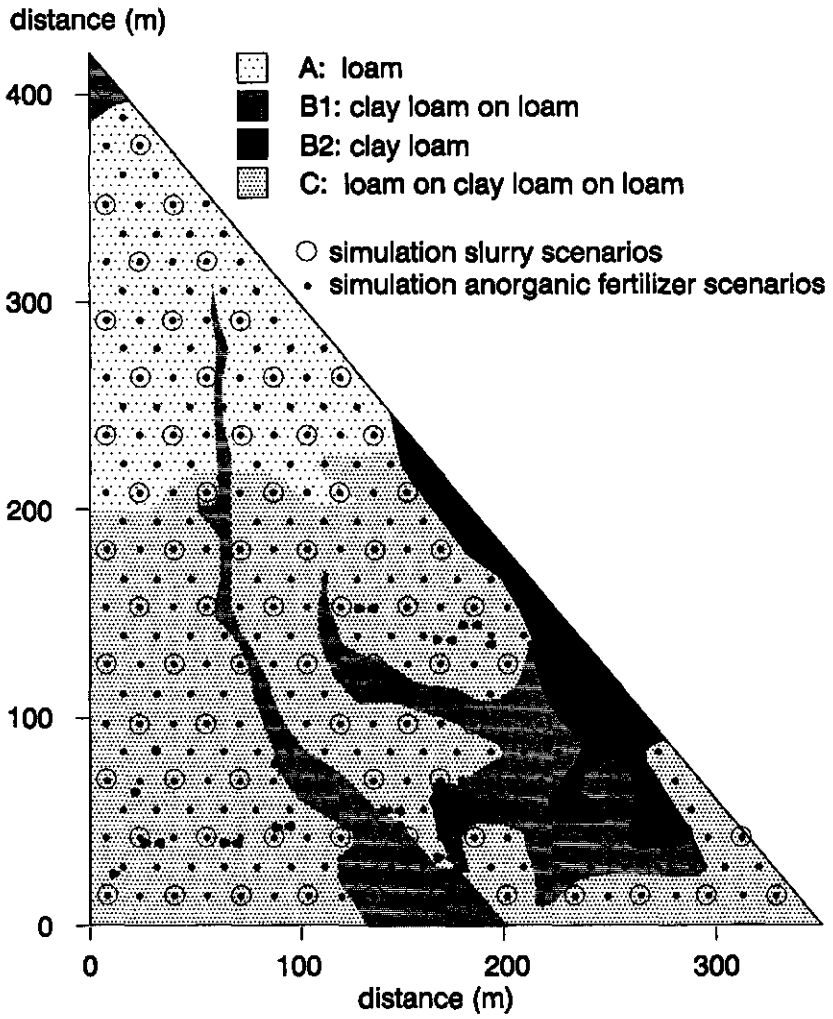 distance (m)
A: loam
B1: clay loam on loam
B2: clay loam
C: loam on clay loam on loam
simulation slurry scenarios
simulation anorganic fertilizer scenarios
400
300
200
100
0
0 100 200 300
distance (m)